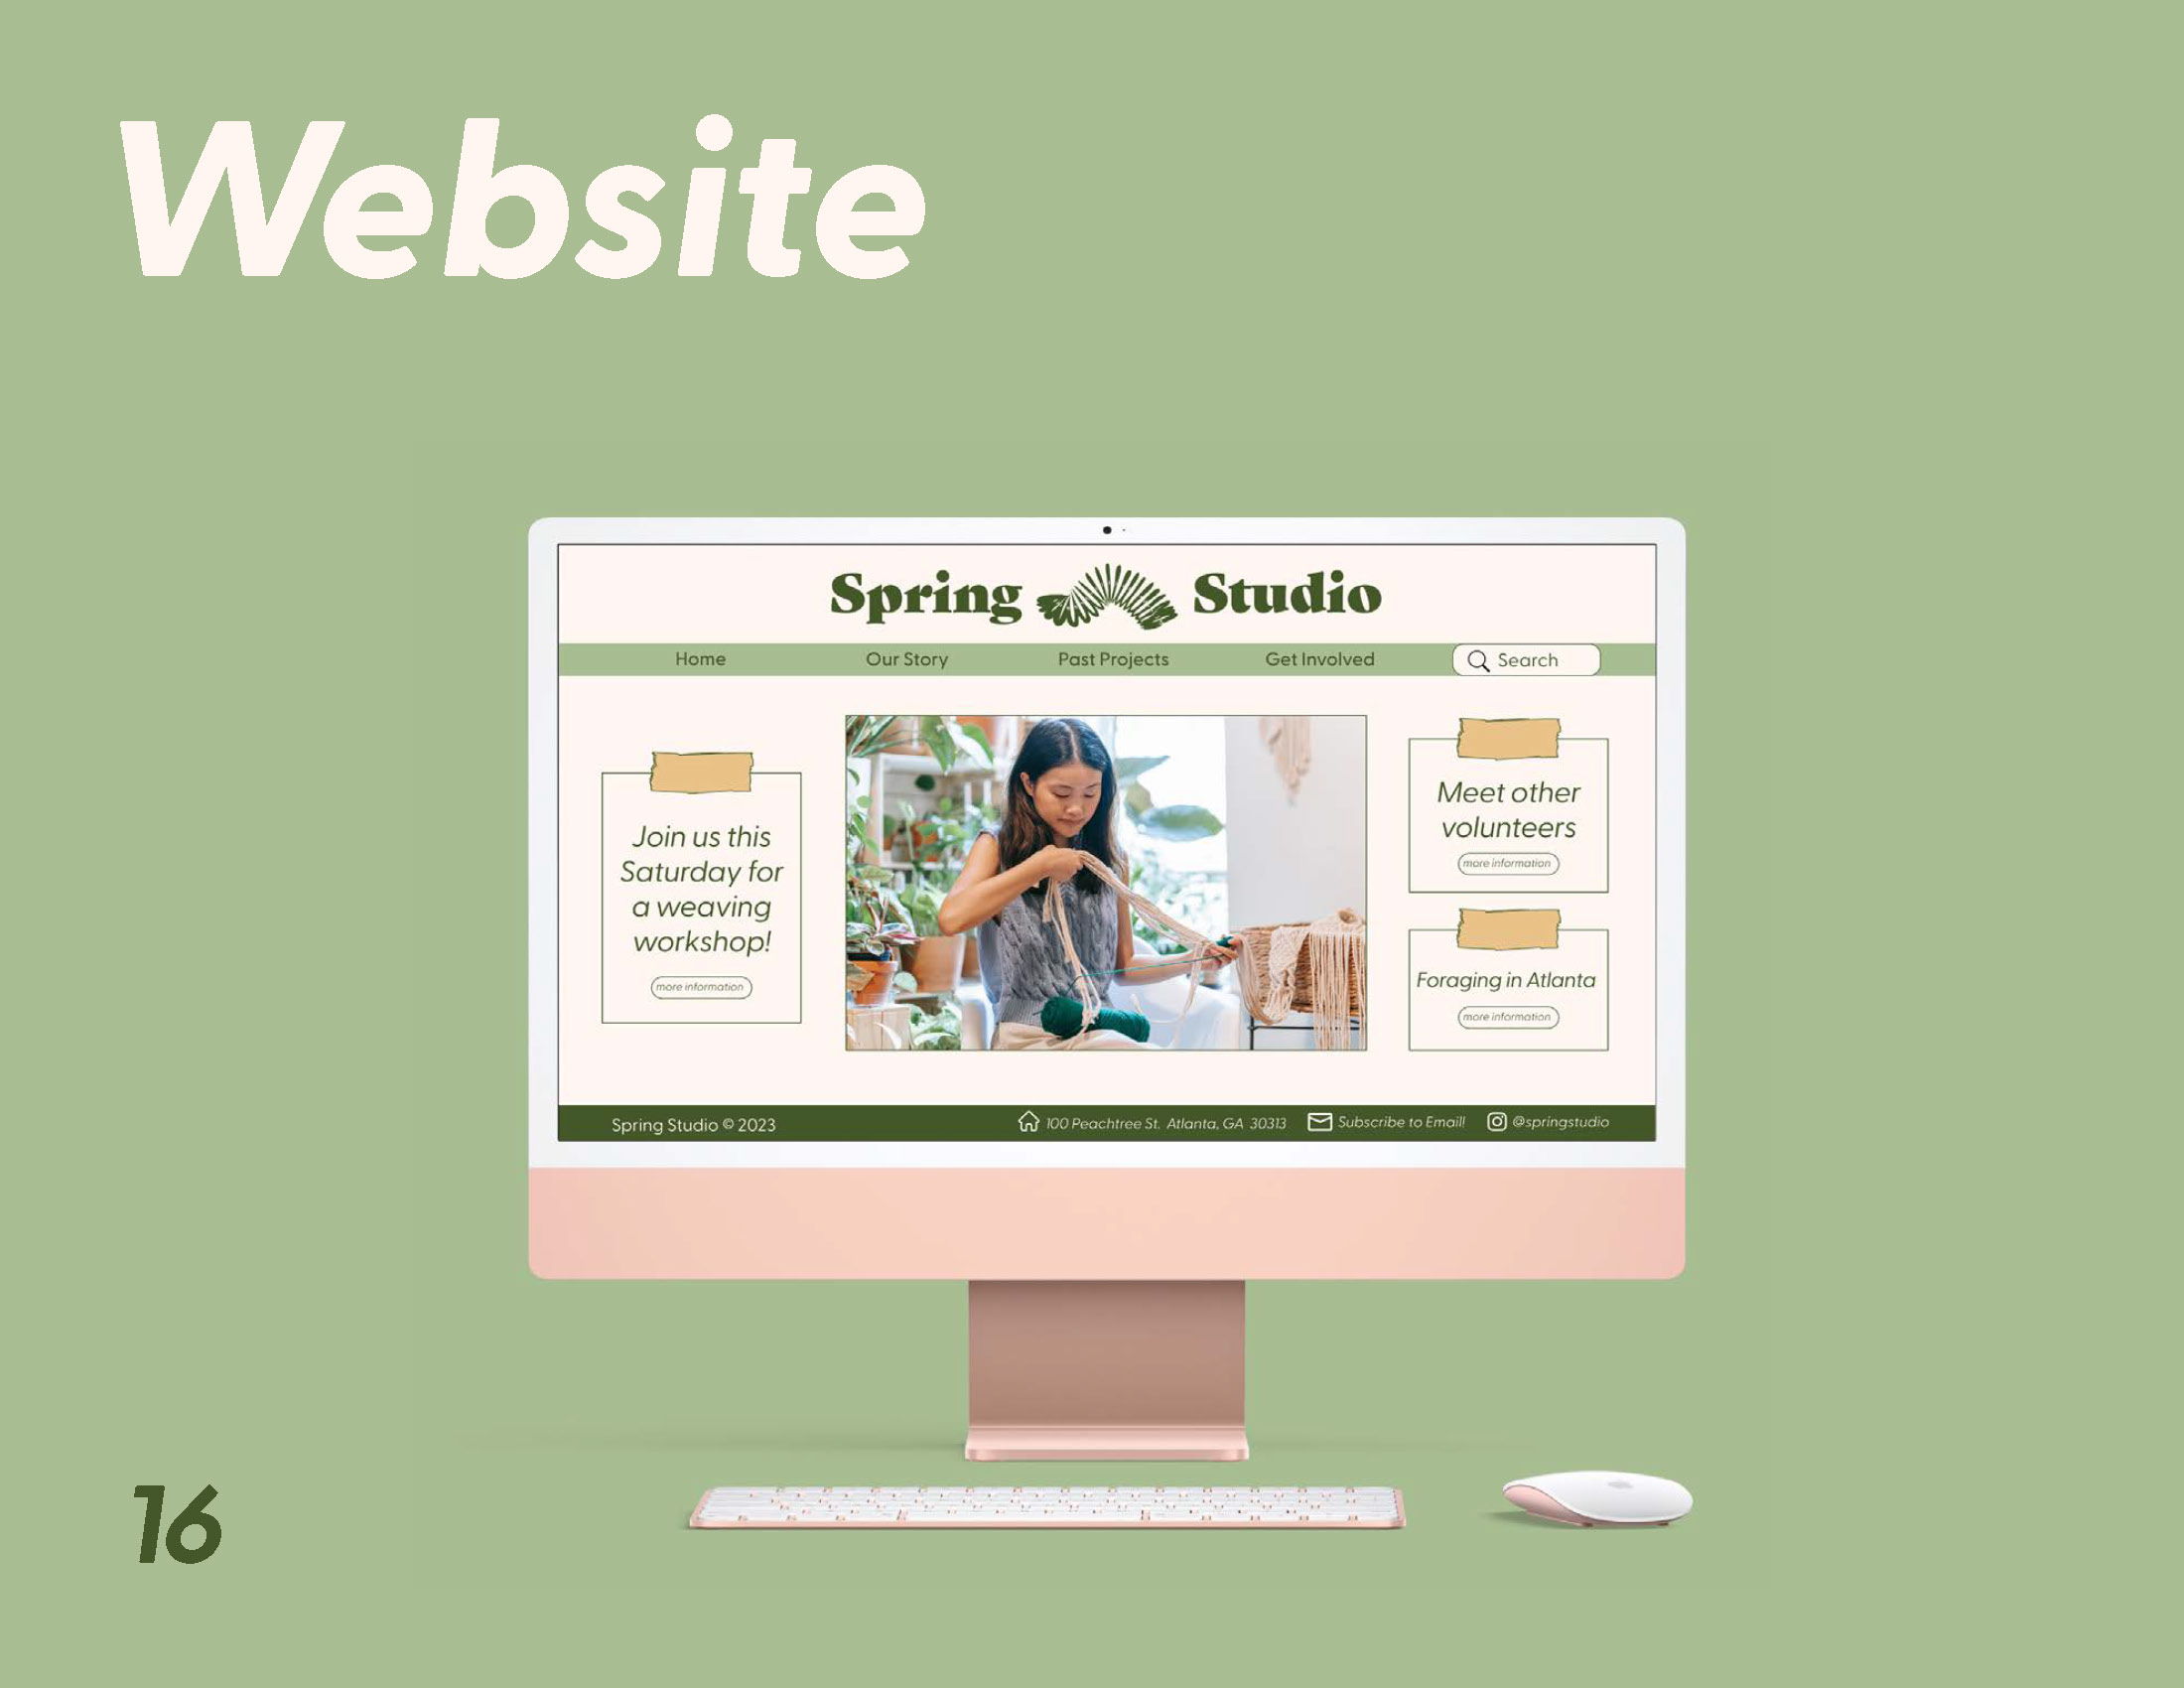 Website
Spring Studio
Home Our Story Past Projects Get Involved Search
Join us this
Saturday for
a weaving
workshop!
more information
Meet other
volunteers
more information
Foraging in Atlanta
more information
Spring Studio © 2023 100 Peachtree St. Atlanta, GA 30313 Subscribe to Email! @springstudio
16